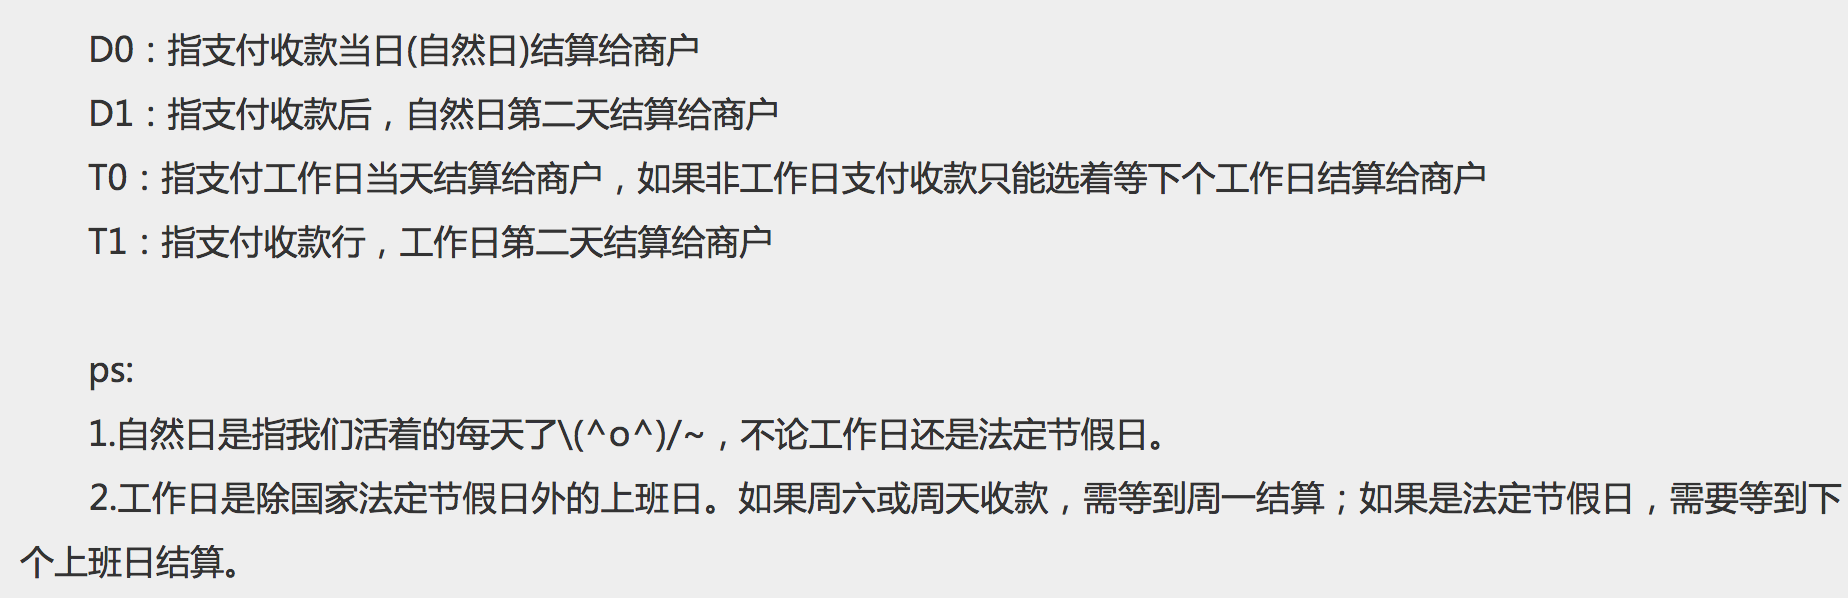 D0：指支付收款当日(自然日)结算给商户
D1：指支付收款后，自然日第二天结算给商户
T0：指支付工作日当天结算给商户，如果非工作日支付收款只能选着等下个工作日结算给商户
T1：指支付收款行，工作日第二天结算给商户
ps:
1.自然日是指我们活着的每天了\(^o^)/~，不论工作日还是法定节假日。
2.工作日是除国家法定节假日外的上班日。如果周六或周天收款，需等到周一结算；如果是法定节假日，需要等到下
个上班日结算。